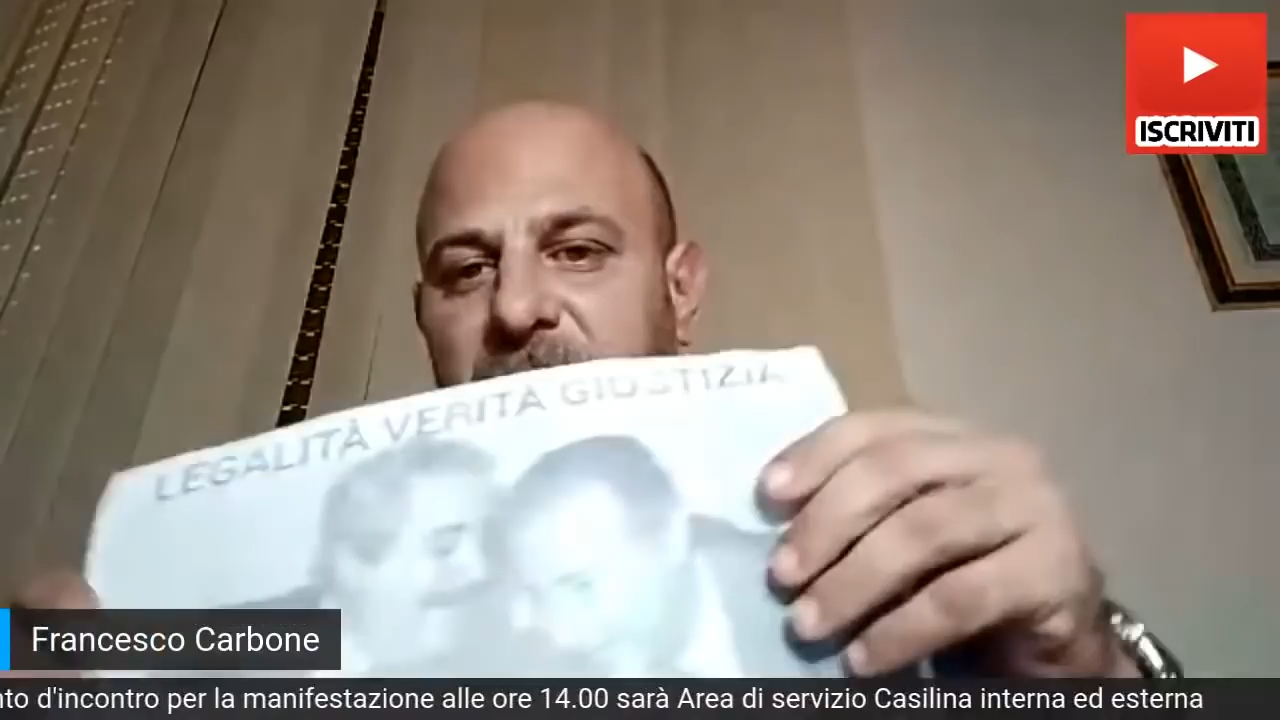 ISCRIVITI
LEGALITÀ VERITÀ GIUSTIZIA
Francesco Carbone
d'incontro per la manifestazione alle ore 14.00 sarà Area di servizio Casilina interna ed esterna